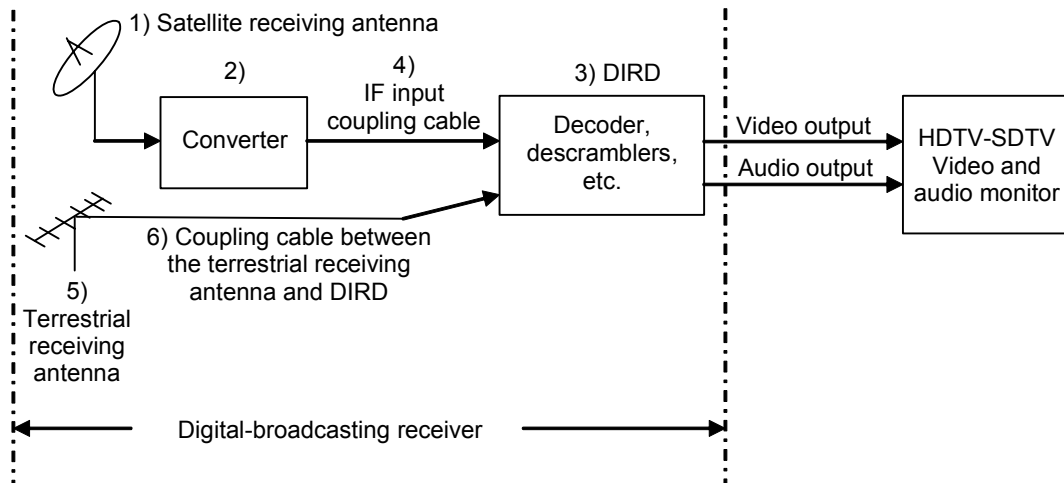 1) Satellite receiving antenna
2)
Converter
4)
IF input
coupling cable
3) DIRD
Decoder,
descramblers,
etc.
Video output
Audio output
HDTV-SDTV
Video and
audio monitor
6) Coupling cable between
the terrestrial receiving
antenna and DIRD
5)
Terrestrial
receiving
antenna
Digital-broadcasting receiver